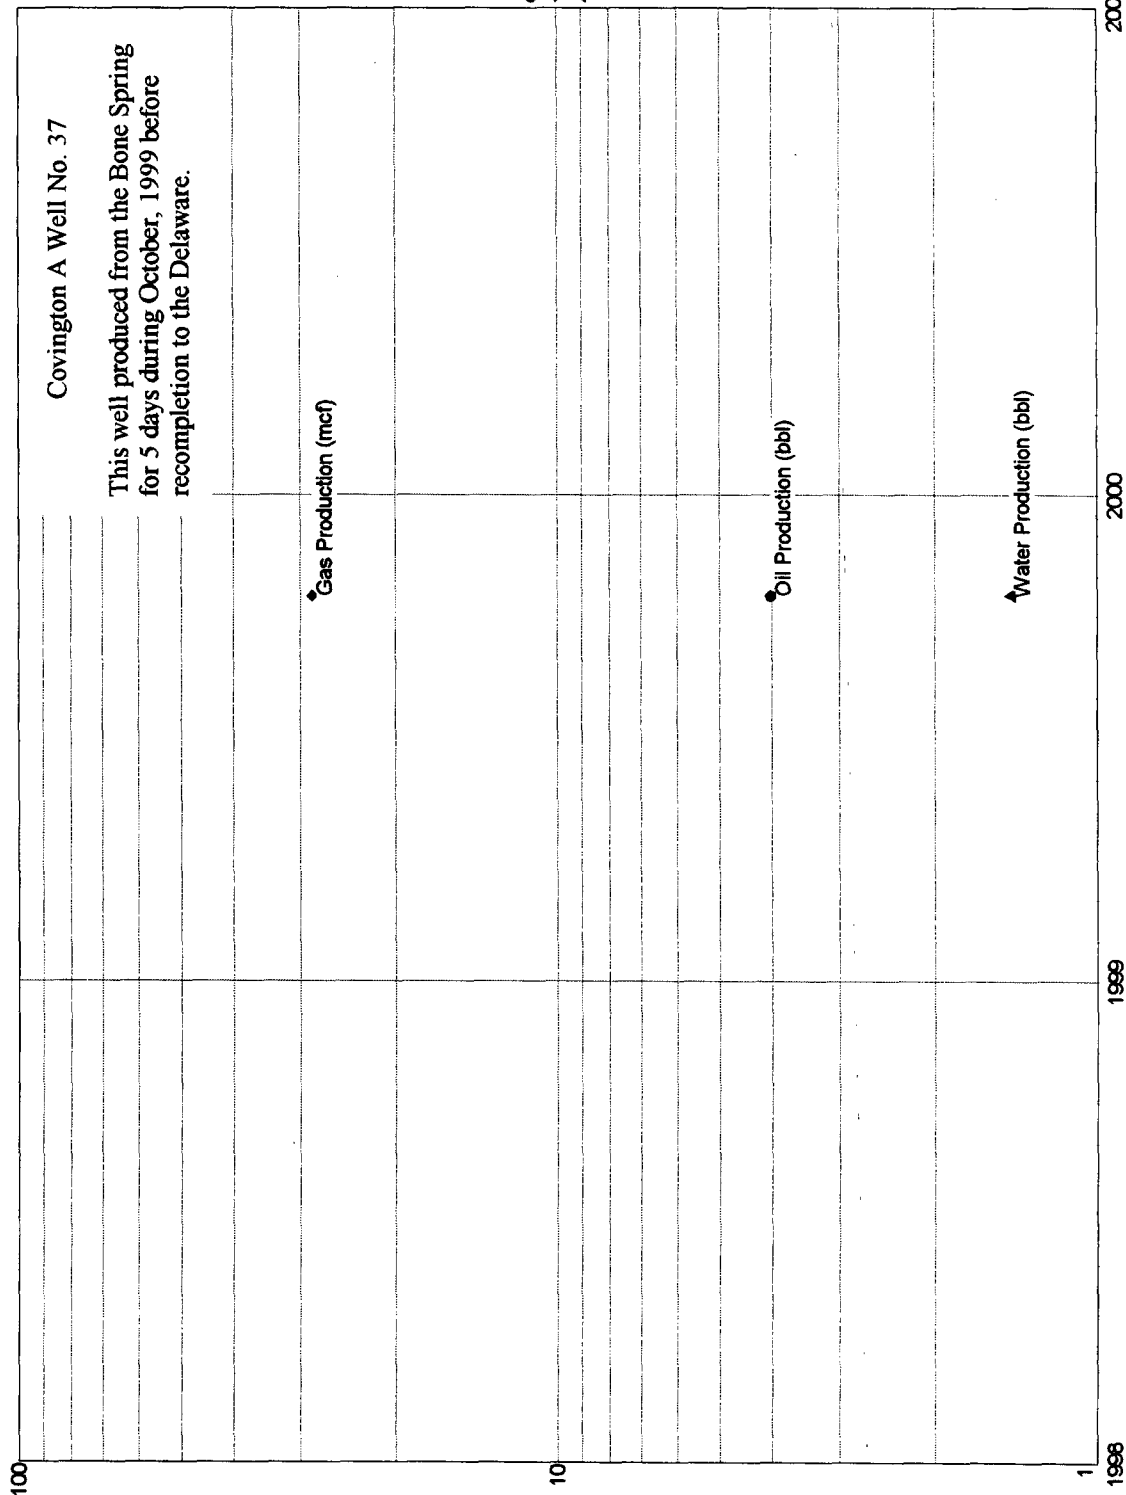 Covington A Well No. 37
This well produced from the Bone Spring
for 5 days during October, 1999 before
recompletion to the Delaware.
100
10
1
Gas Production (mcf)
Oil Production (bbl)
Water Production (bbl)
1998
1999
2000